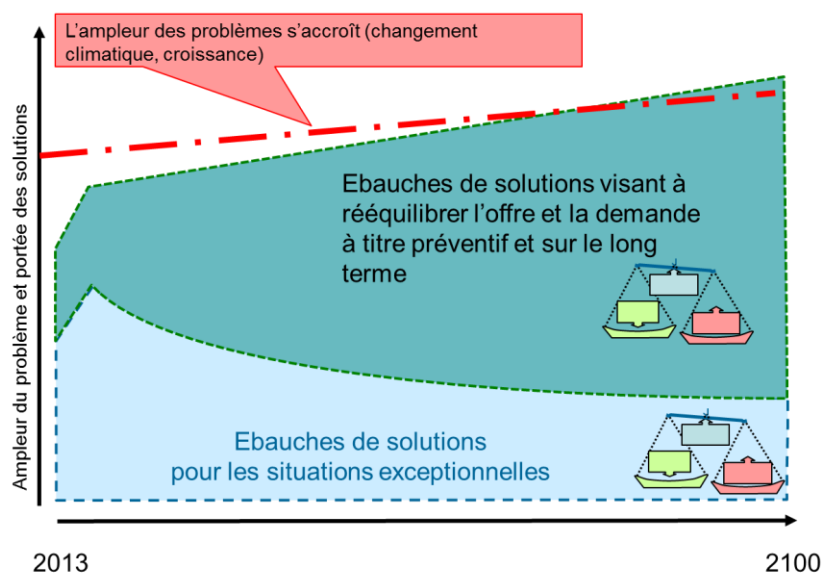 L’ampleur des problèmes s’accroît (changement
climatique, croissance)
Ampleur du problème et portée des solutions
Ebauches de solutions visant à
rééquilibrer l’offre et la demande
à titre préventif et sur le long
terme
Ebauches de solutions
pour les situations exceptionnelles
2013
2100